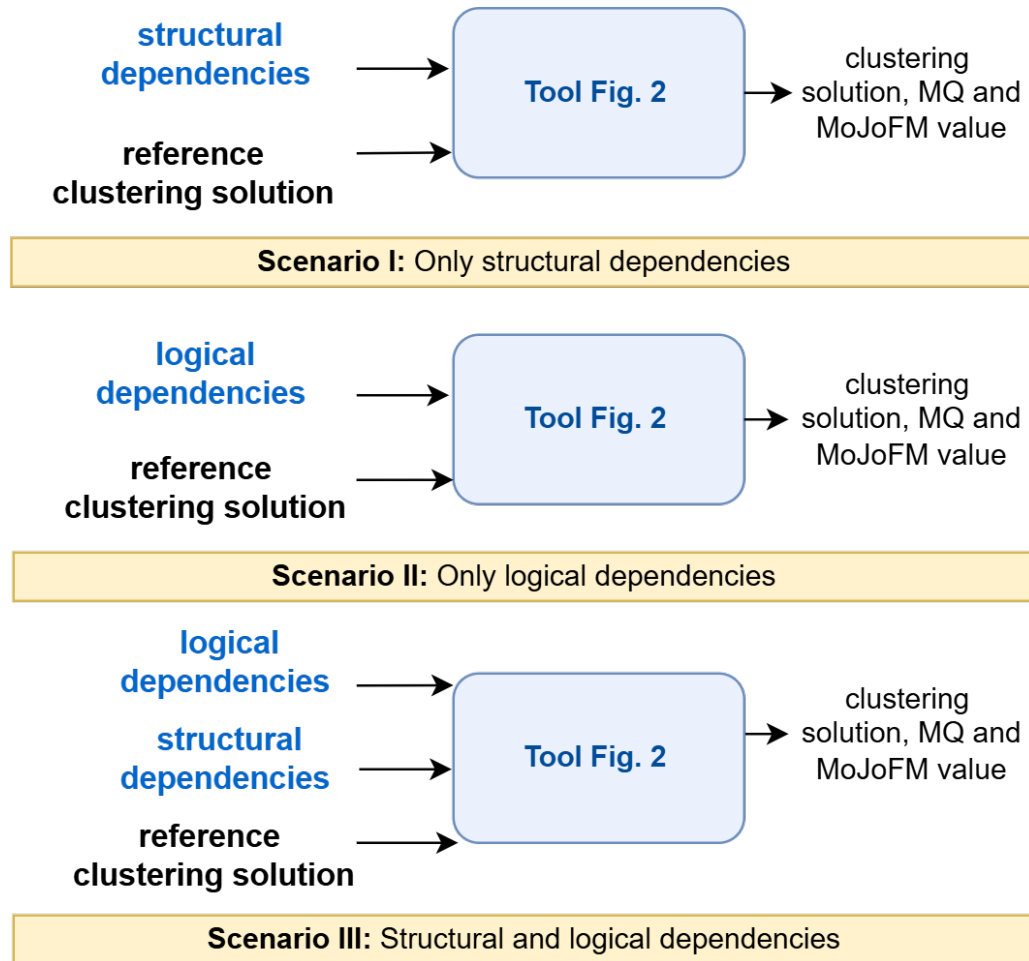 structural
dependencies
reference
clustering solution
Tool Fig. 2
clustering
solution, MQ and
MoJoFM value
Scenario I: Only structural dependencies
logical
dependencies
reference
clustering solution
Tool Fig. 2
clustering
solution, MQ and
MoJoFM value
Scenario II: Only logical dependencies
logical
dependencies
structural
dependencies
reference
clustering solution
Tool Fig. 2
clustering
solution, MQ and
MoJoFM value
Scenario III: Structural and logical dependencies